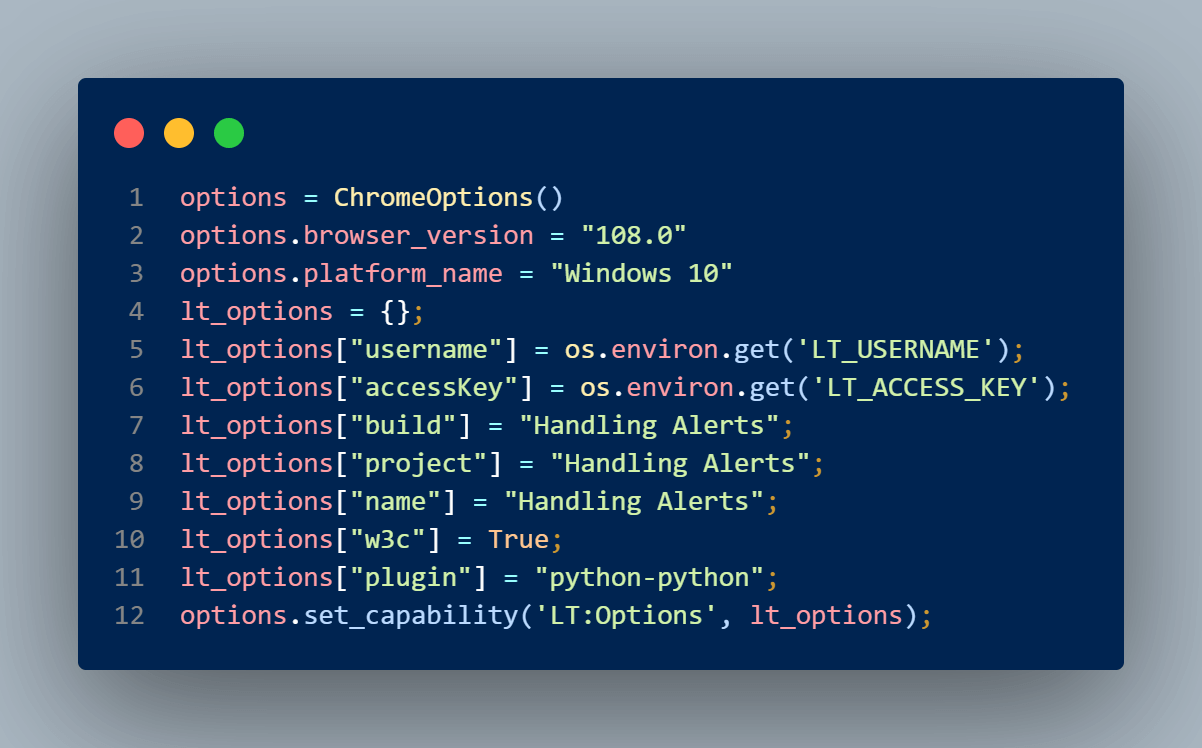 1 options = ChromeOptions()
2 options.browser_version = "108.0"
3 options.platform_name = "Windows 10"
4 lt_options = {};
5 lt_options["username"] = os.environ.get('LT_USERNAME');
6 lt_options["accessKey"] = os.environ.get('LT_ACCESS_KEY');
7 lt_options["build"] = "Handling Alerts";
8 lt_options["project"] = "Handling Alerts";
9 lt_options["name"] = "Handling Alerts";
10 lt_options["w3c"] = True;
11 lt_options["plugin"] = "python-python";
12 options.set_capability('LT:Options', lt_options);